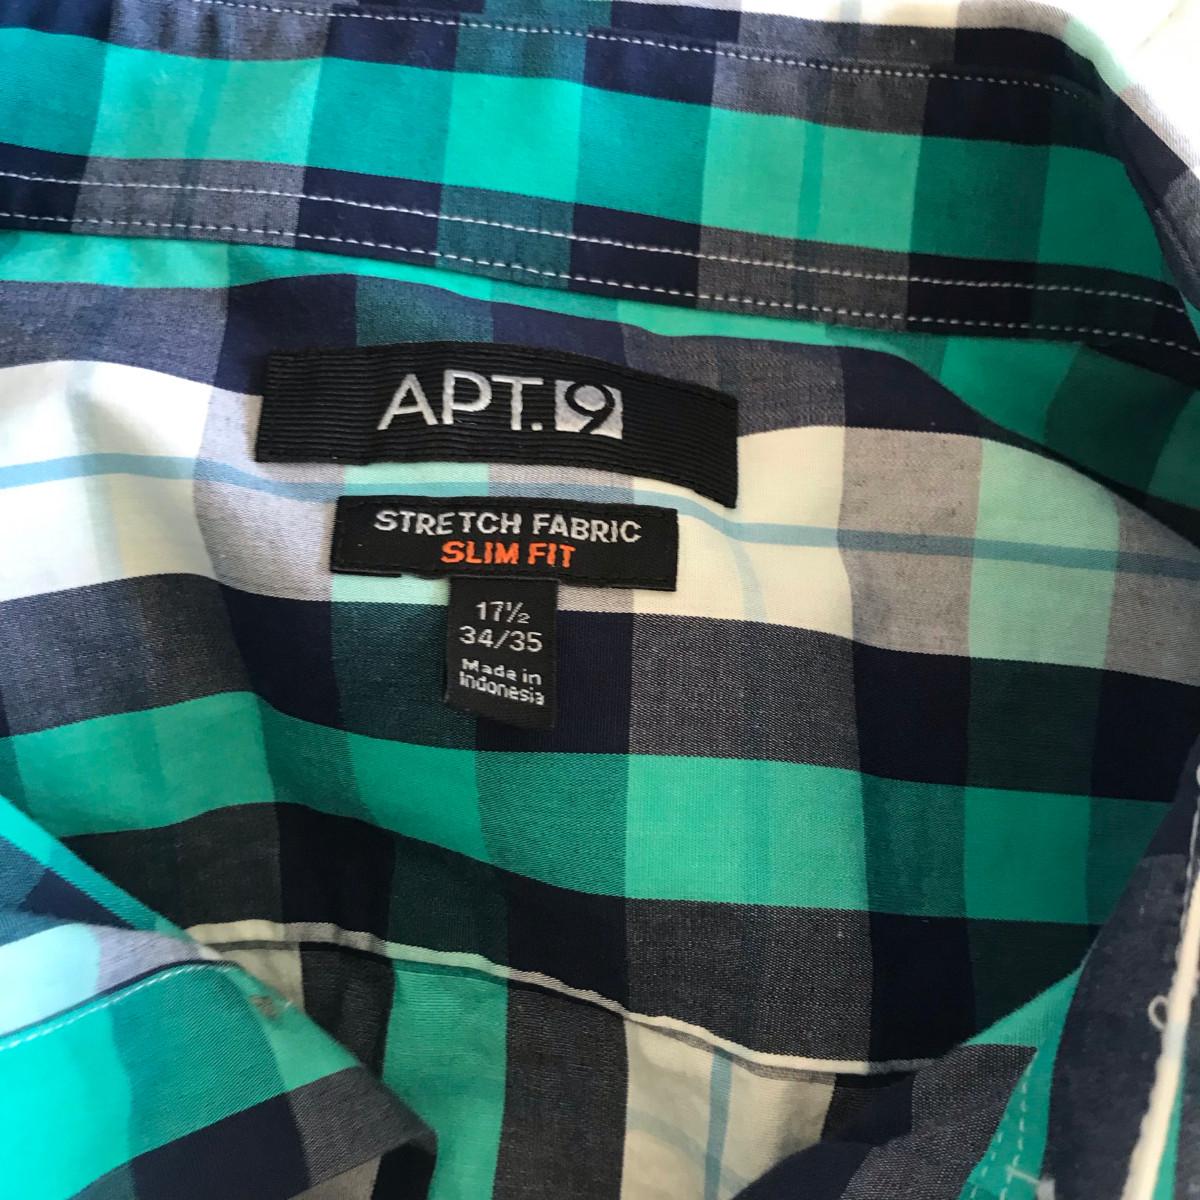 APT.9
STRETCH FABRIC
SLIM FIT
17½
34/35
Made in
Indonesia